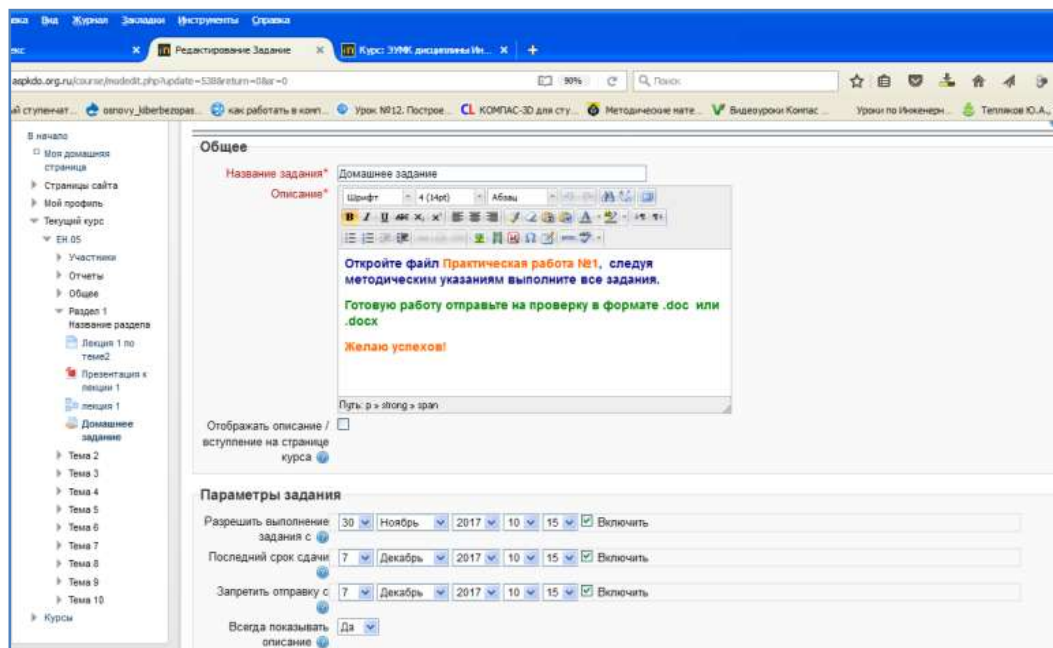 Вид Журнал Закладки Инструменты Справка
Редактирование Задание
Курс: ЭУМК дисциплины Ин...
aspkdo.org.ru/course/modedit.php?update=538&return=0&sr=0
90%
Поиск
й ступенчат...
osnovy_kiberbezopas...
как работать в комп...
Урок №12. Построе...
КОМПАС-3D для сту...
Методические мате...
Видеоуроки Компас ...
Уроки по Инженерн...
Тепляков Ю.А.,
В начало
Моя домашняя
страница
Страницы сайта
Мой профиль
Текущий курс
ЕН.05
Участники
Отчеты
Общее
Раздел 1
Название раздела
Лекция 1 по
теме2
Презентация к
лекции 1
лекция 1
Домашнее
задание
Тема 2
Тема 3
Тема 4
Тема 5
Тема 6
Тема 7
Тема 8
Тема 9
Тема 10
Курсы
Общее
Название задания*
Домашнее задание
Описание*
Шрифт
4 (14pt)
Абзац
Откройте файл Практическая работа №1, следуя
методическим указаниям выполните все задания.
Готовую работу отправьте на проверку в формате .doc или
.docx
Желаю успехов!
Путь: p » strong » span
Отображать описание /
вступление на странице
курса
Параметры задания
Разрешить выполнение
задания с
30 Ноябрь 2017 10 15 Включить
Последний срок сдачи
7 Декабрь 2017 10 15 Включить
Запретить отправку с
7 Декабрь 2017 10 15 Включить
Всегда показывать
описание
Да